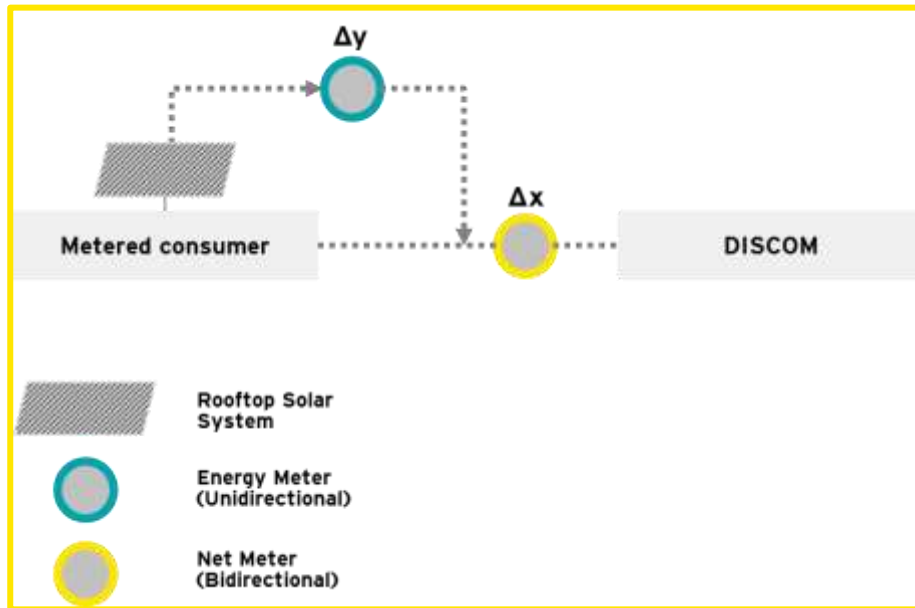 Δy
Δx
Metered consumer
DISCOM
Rooftop Solar
System
Energy Meter
(Unidirectional)
Net Meter
(Bidirectional)